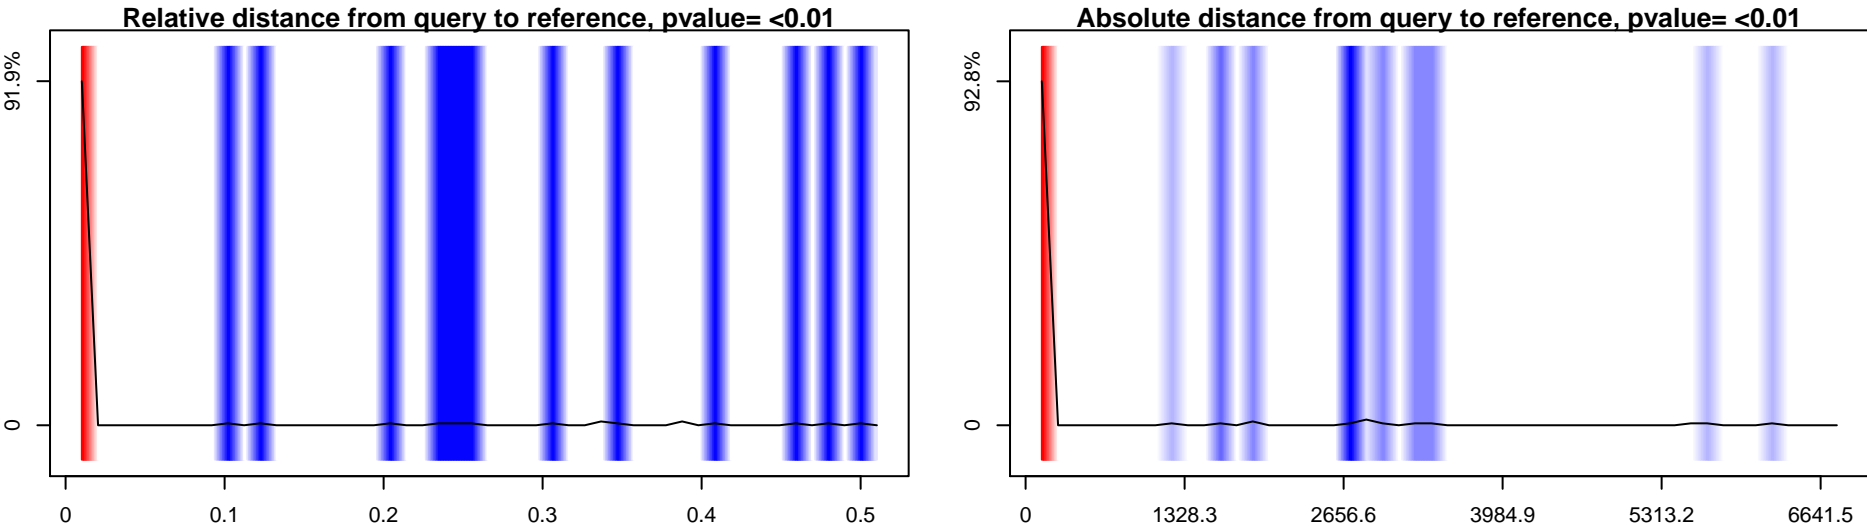 Relative distance from query to reference, pvalue= <0.01
91.9%
0
0 0.1 0.2 0.3 0.4 0.5
Absolute distance from query to reference, pvalue= <0.01
92.8%
0
0 1328.3 2656.6 3984.9 5313.2 6641.5